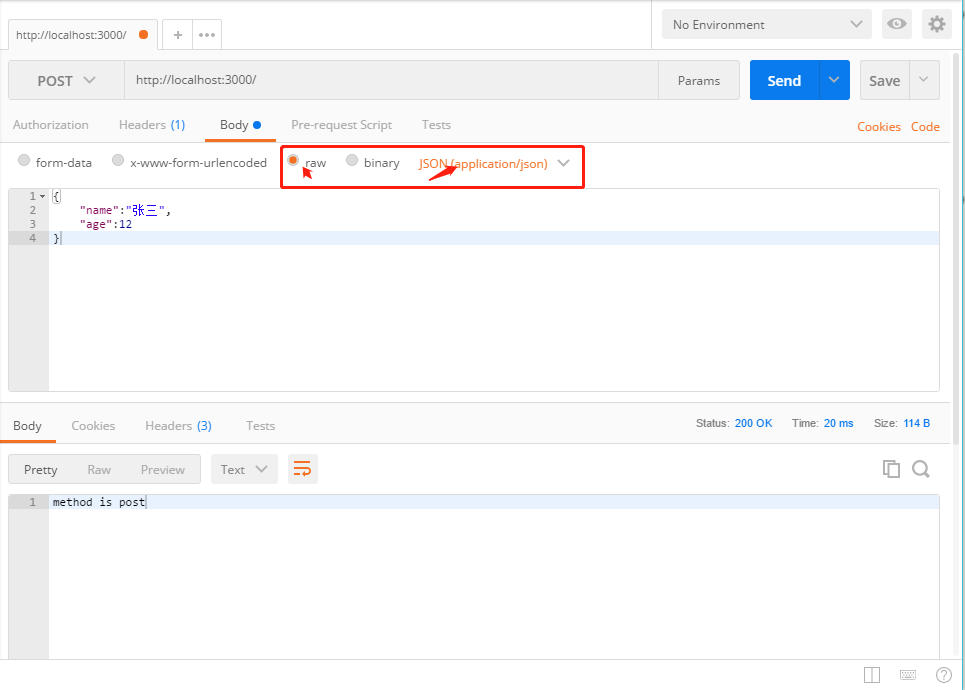 http://localhost:3000/ + No Environment
POST http://localhost:3000/ Params Send Save
Authorization Headers (1) Body Pre-request Script Tests Cookies Code
form-data x-www-form-urlencoded raw binary JSON (application/json)
1 {
2 "name":"张三",
3 "age":12
4 }
Body Cookies Headers (3) Tests Status: 200 OK Time: 20 ms Size: 114 B
Pretty Raw Preview Text
1 method is post